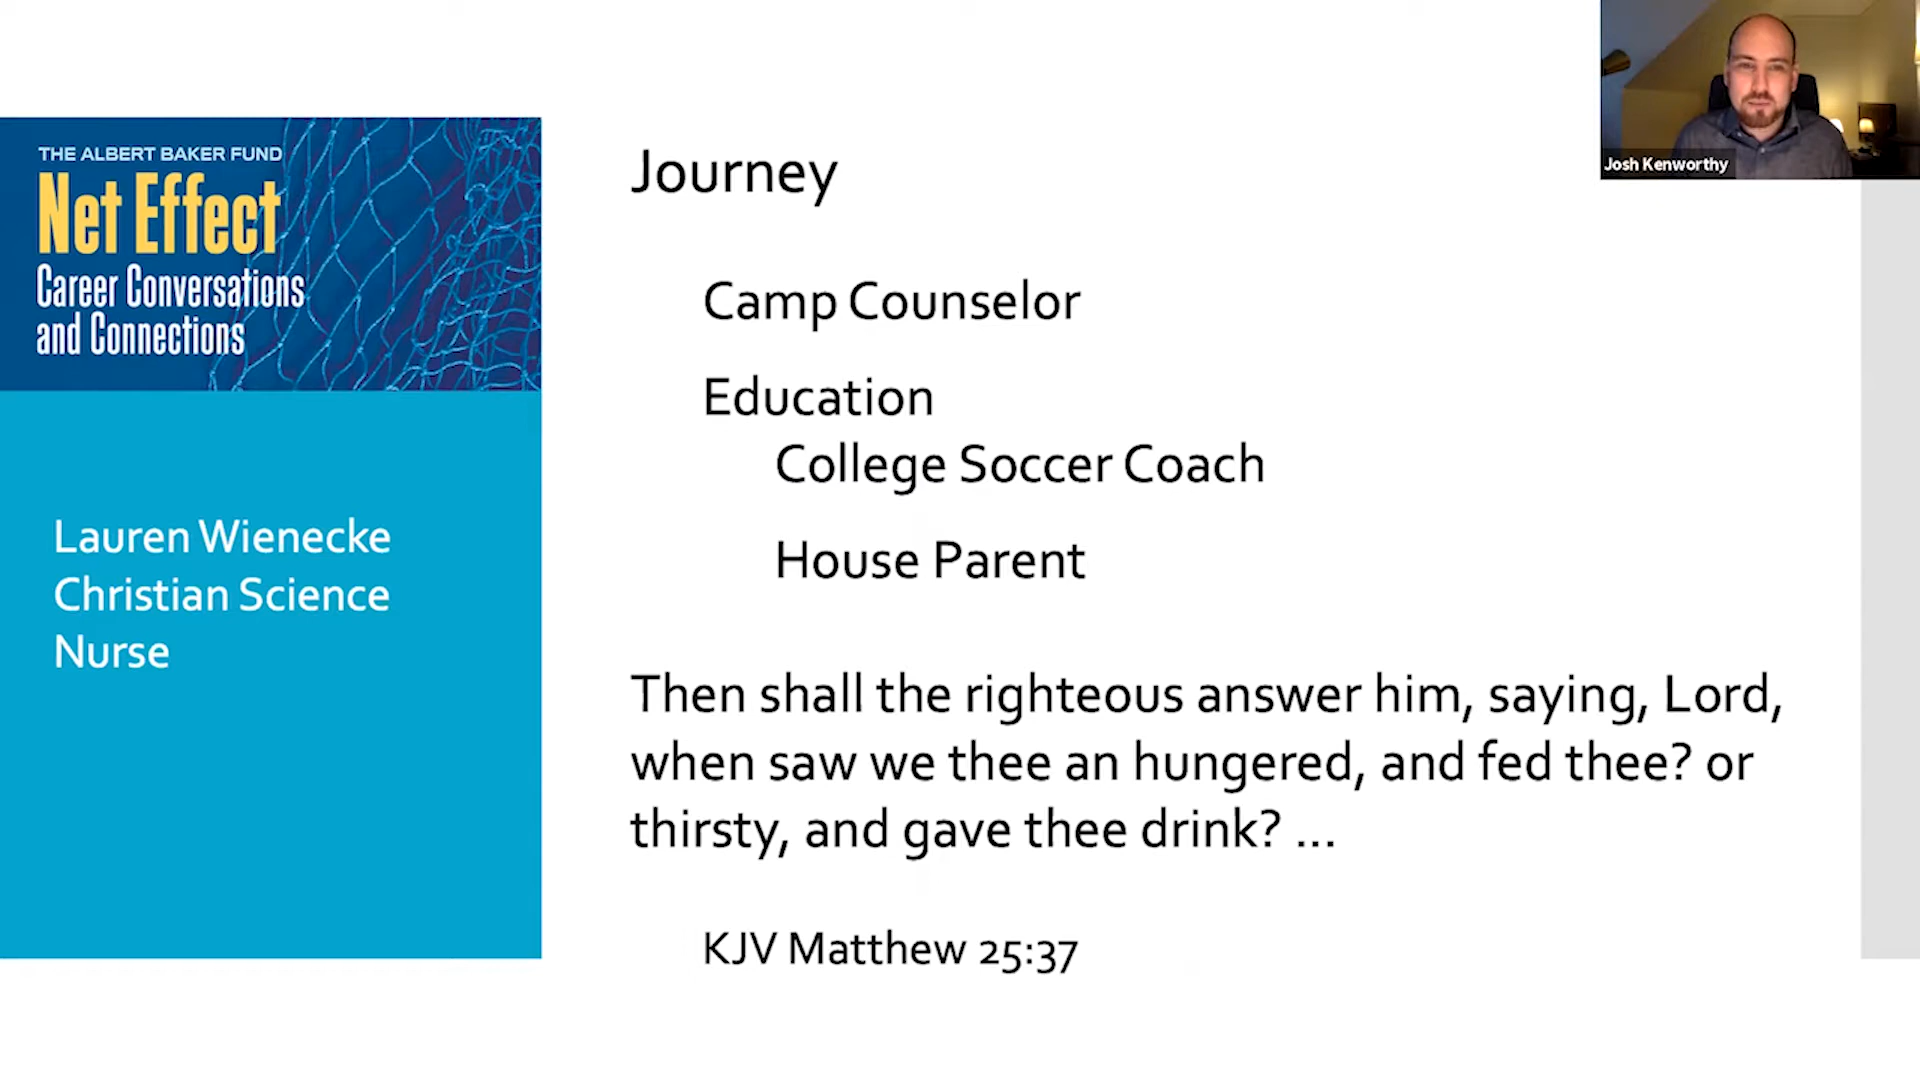 THE ALBERT BAKER FUND
Net Effect
Career Conversations
and Connections
Lauren Wienecke
Christian Science
Nurse
Journey
Camp Counselor
Education
College Soccer Coach
House Parent
Then shall the righteous answer him, saying, Lord,
when saw we thee an hungered, and fed thee? or
thirsty, and gave thee drink? ...
KJV Matthew 25:37
Josh Kenworthy